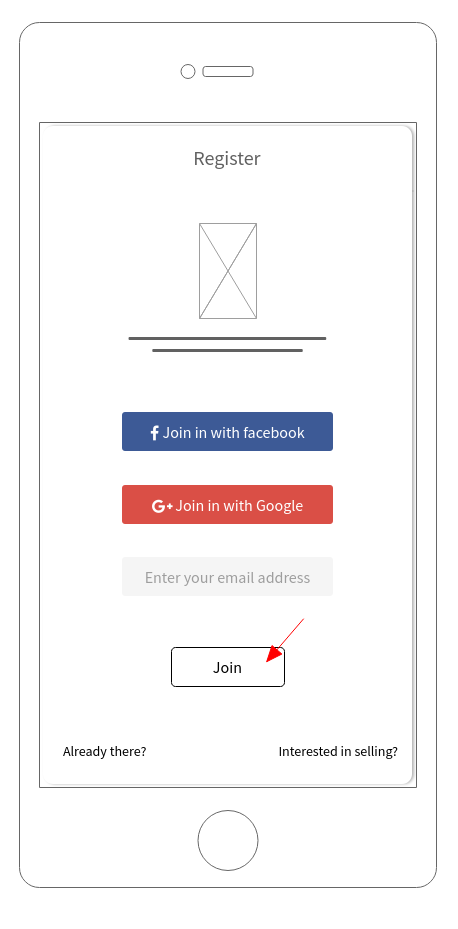 Register
Join in with facebook
Join in with Google
Enter your email address
Join
Already there?
Interested in selling?